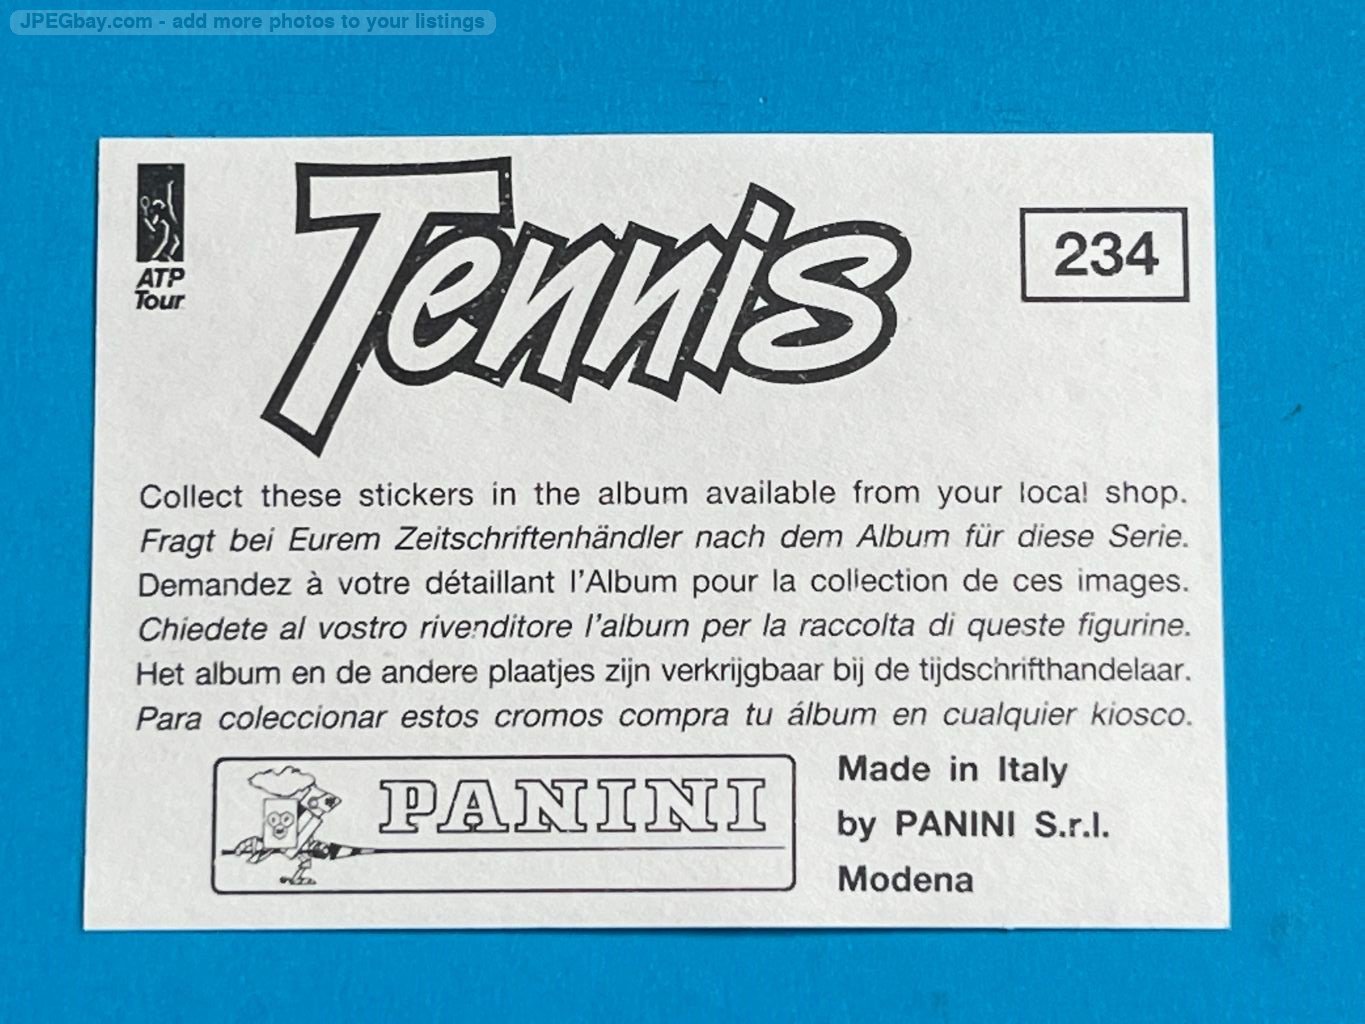 JPEGbay.com - add more photos to your listings
ATP
Tour
Tennis
234
Collect these stickers in the album available from your local shop.
Fragt bei Eurem Zeitschriftenhändler nach dem Album für diese Serie.
Demandez à votre détaillant l'Album pour la collection de ces images.
Chiedete al vostro rivenditore l'album per la raccolta di queste figurine.
Het album en de andere plaatjes zijn verkrijgbaar bij de tijdschrifthandelaar.
Para coleccionar estos cromos compra tu álbum en cualquier kiosco.
PANINI
Made in Italy
by PANINI S.r.l.
Modena